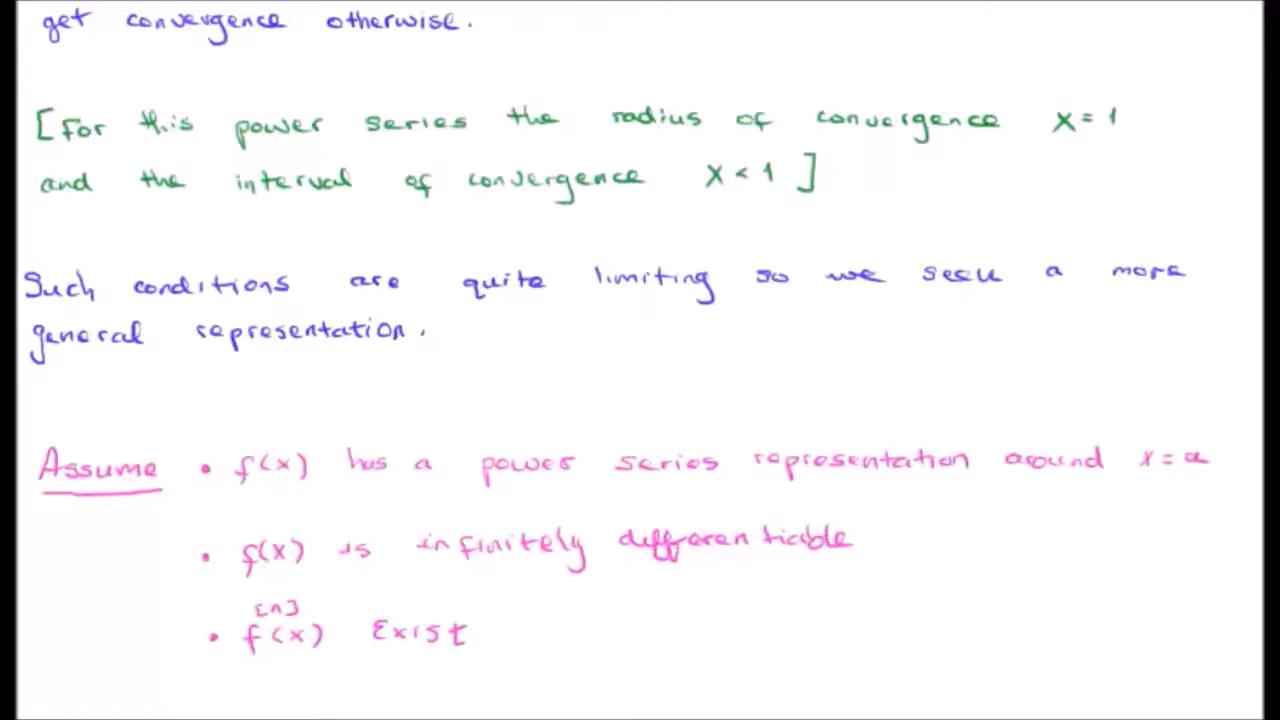 get convergence otherwise.
[For this power series the radius of convergence x = 1
and the interval of convergence x < 1 ]
Such conditions are quite limiting so we seek a more
general representation.
Assume • f(x) has a power series representation around x = a
• f(x) is infinitely differentiable
[n]
• f(x) Exist